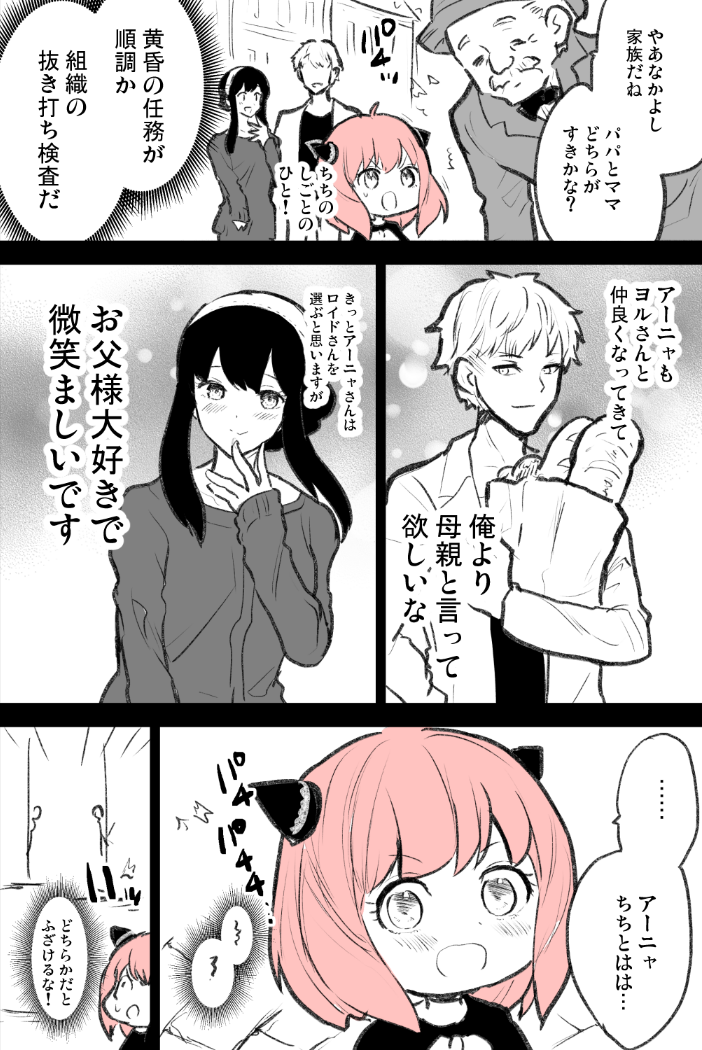 やあなかよし
家族だね
パパとママ
どちらが
すきかな?
ちちの
しごとの
ひと!
黄昏の任務が
順調か
組織の
抜き打ち検査だ
アーニャも
ヨルさんと
仲良くなってきて
俺より
母親と言って
欲しいな
きっとアーニャさんは
ロイドさんを
選ぶと思いますが
お父様大好きで
微笑ましいです
……
アーニャ
ちちとはは…
どちらかだと
ふざけるな!